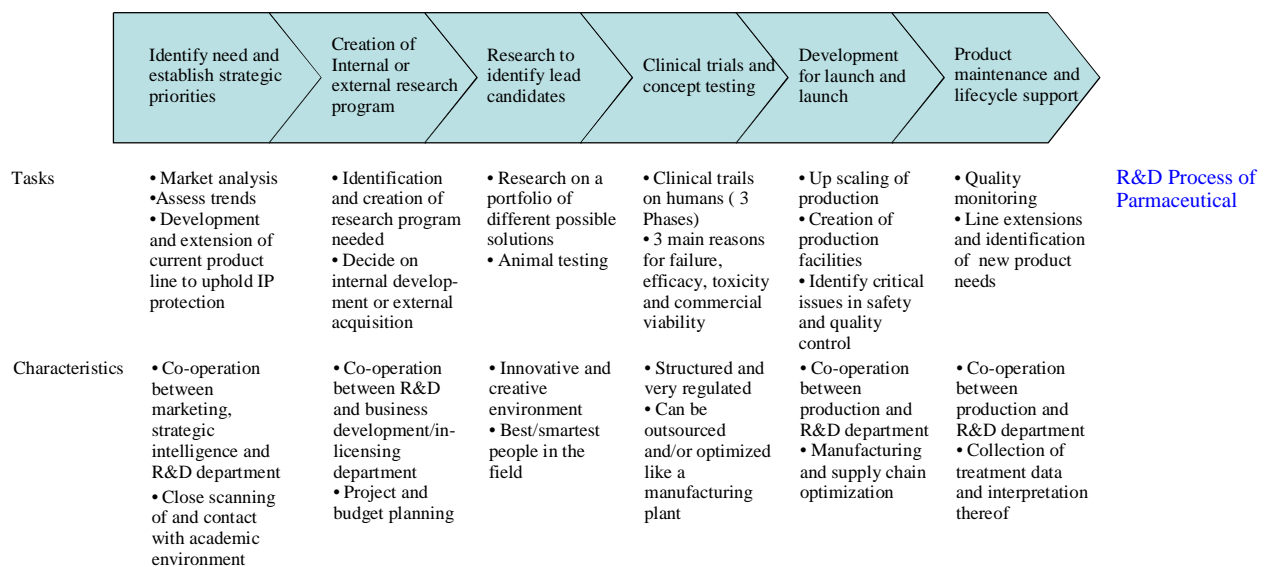 Identify need and
establish strategic
priorities
Creation of
Internal or
external research
program
Research to
identify lead
candidates
Clinical trials and
concept testing
Development
for launch and
launch
Product
maintenance and
lifecycle support
Tasks
• Market analysis
•Assess trends
• Development
and extension of
current product
line to uphold IP
protection
• Identification
and creation of
research program
needed
• Decide on
internal develop-
ment or external
acquisition
• Research on a
portfolio of
different possible
solutions
• Animal testing
• Clinical trails
on humans ( 3
Phases)
• 3 main reasons
for failure,
efficacy, toxicity
and commercial
viability
• Up scaling of
production
• Creation of
production
facilities
• Identify critical
issues in safety
and quality
control
• Quality
monitoring
• Line extensions
and identification
of  new product
needs
R&D Process of
Parmaceutical
Characteristics
• Co-operation
between
marketing,
strategic
intelligence and
R&D department
• Close scanning
of and contact
with academic
environment
• Co-operation
between R&D
and business
development/in-
licensing
department
• Project and
budget planning
• Innovative and
creative
environment
• Best/smartest
people in the
field
• Structured and
very regulated
• Can be
outsourced
and/or optimized
like a
manufacturing
plant
• Co-operation
between
production and
R&D department
• Manufacturing
and supply chain
optimization
• Co-operation
between
production and
R&D department
• Collection of
treatment data
and interpretation
thereof